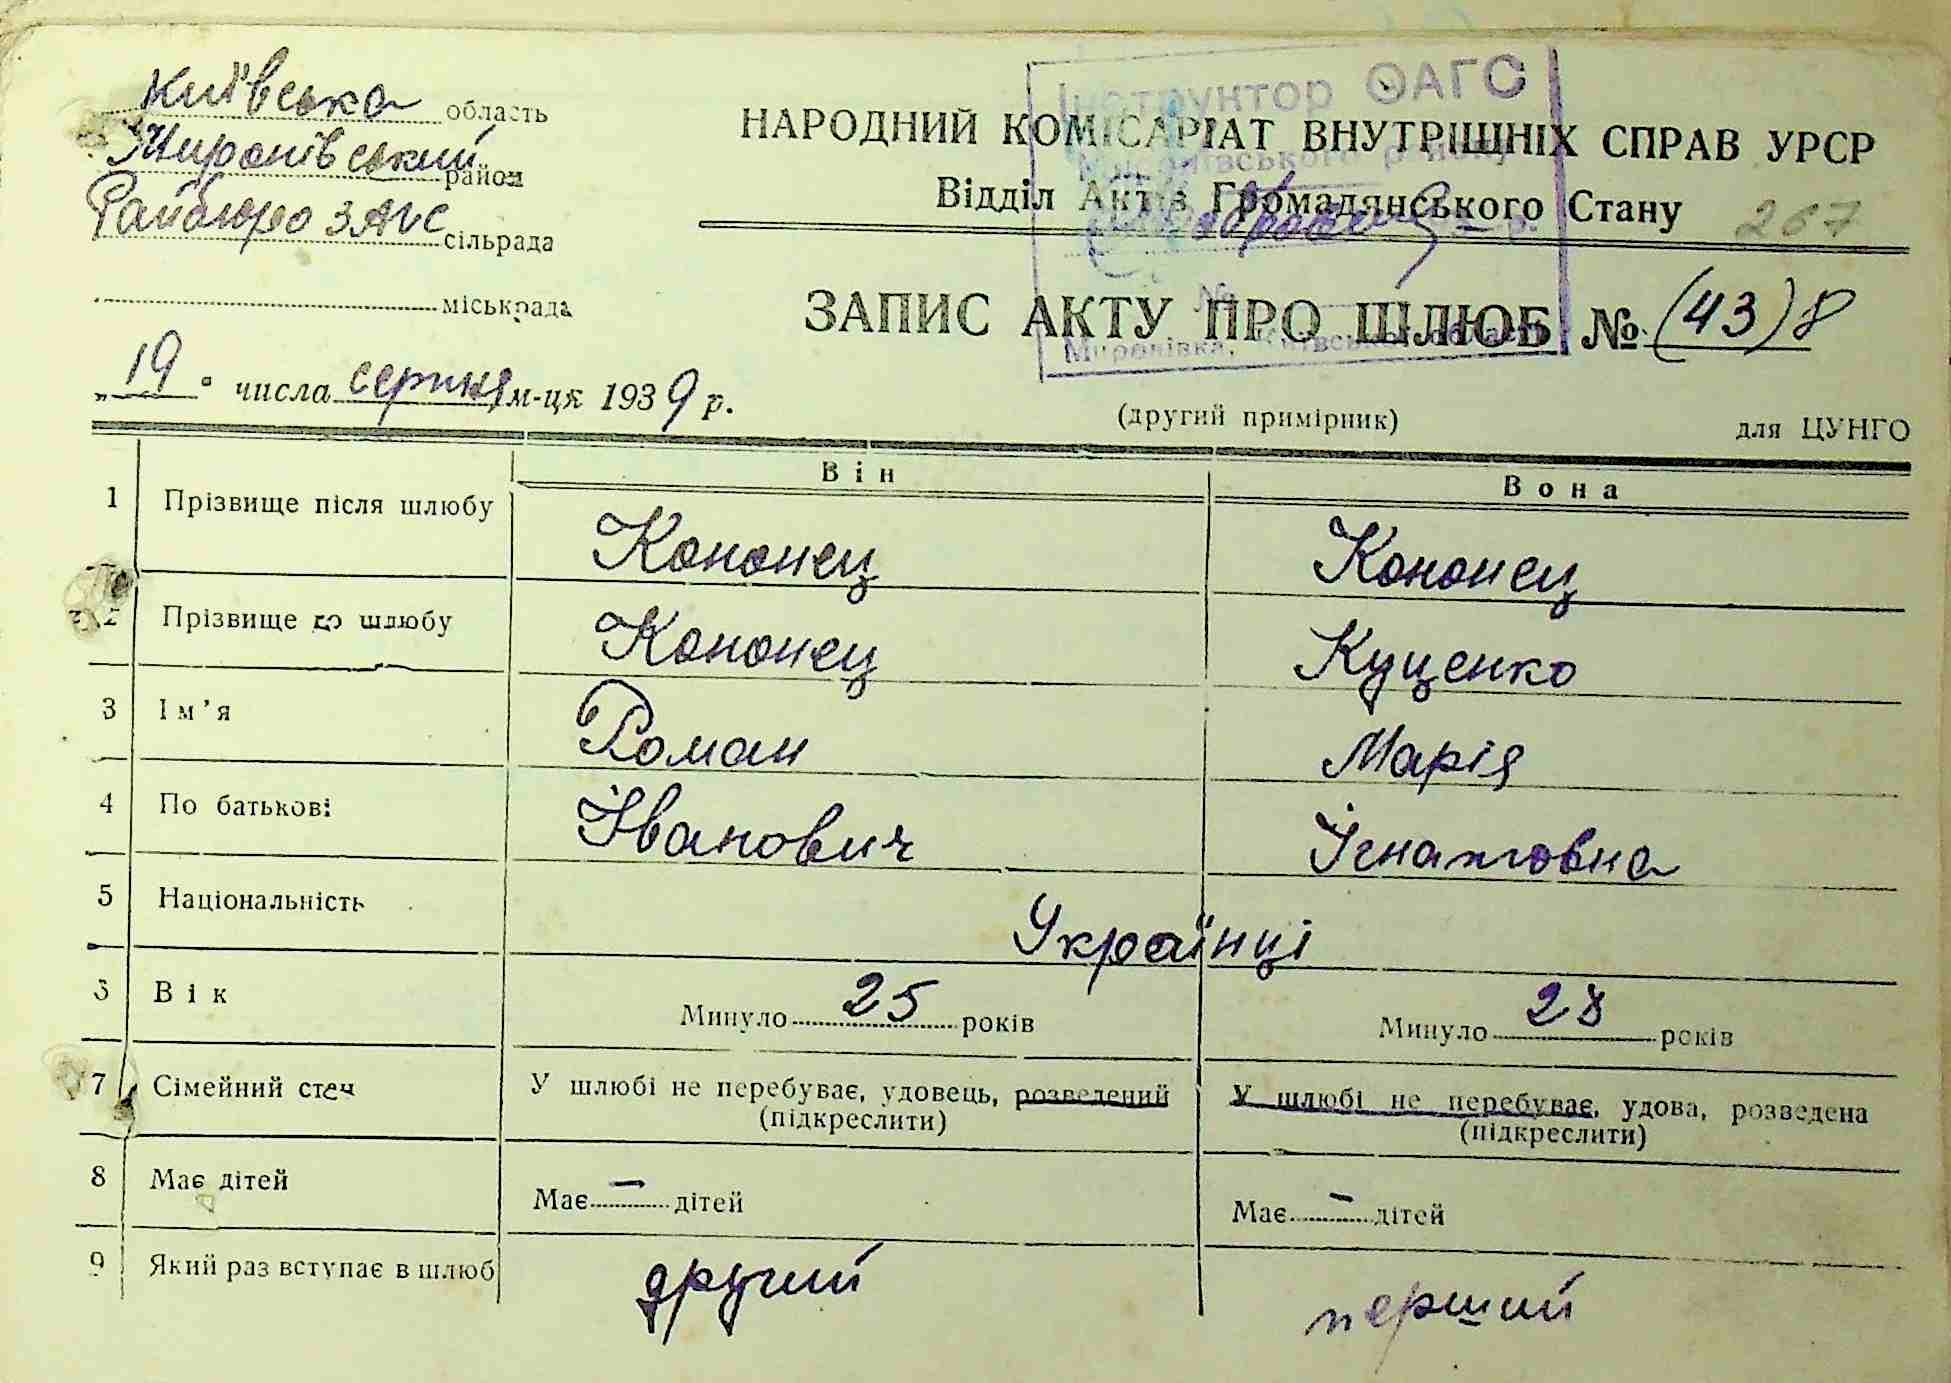 Київська область
Миронівський район
Райбюро ЗАГС сільрада
міськрада
Інструктор ОАГС
НАРОДНИЙ КОМІСАРІАТ ВНУТРІШНІХ СПРАВ УРСР
Відділ Актів Громадянського Стану 267
ЗАПИС АКТУ ПРО ШЛЮБ № (43) 8
№
Миронівка, Київської області
„19" числа серпня м-ця 1939 р.
(другий примірник) для ЦУНГО
Він Вона
1 Прізвище після шлюбу Кононец Кононец
2 Прізвище до шлюбу Кононец Куценко
3 Ім'я Роман Марія
4 По батькові Іванович Ігнатовна
5 Національність Українці
6 Вік Минуло 25 років Минуло 28 років
7 Сімейний стан У шлюбі не перебуває, удовець, розведений У шлюбі не перебуває, удова, розведена
(підкреслити) (підкреслити)
8 Має дітей Має — дітей Має — дітей
9 Який раз вступає в шлюб другий перший